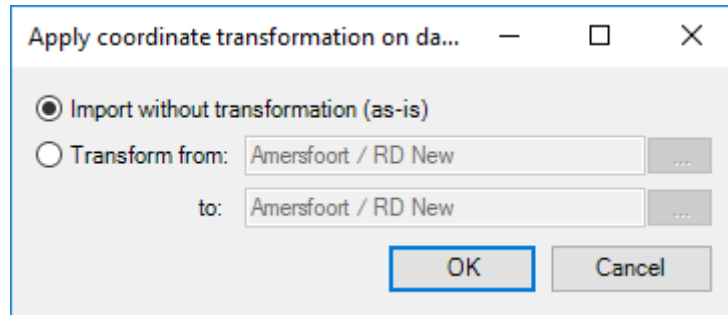 Apply coordinate transformation on da...
Import without transformation (as-is)
Transform from: Amersfoort / RD New ...
to: Amersfoort / RD New ...
OK Cancel